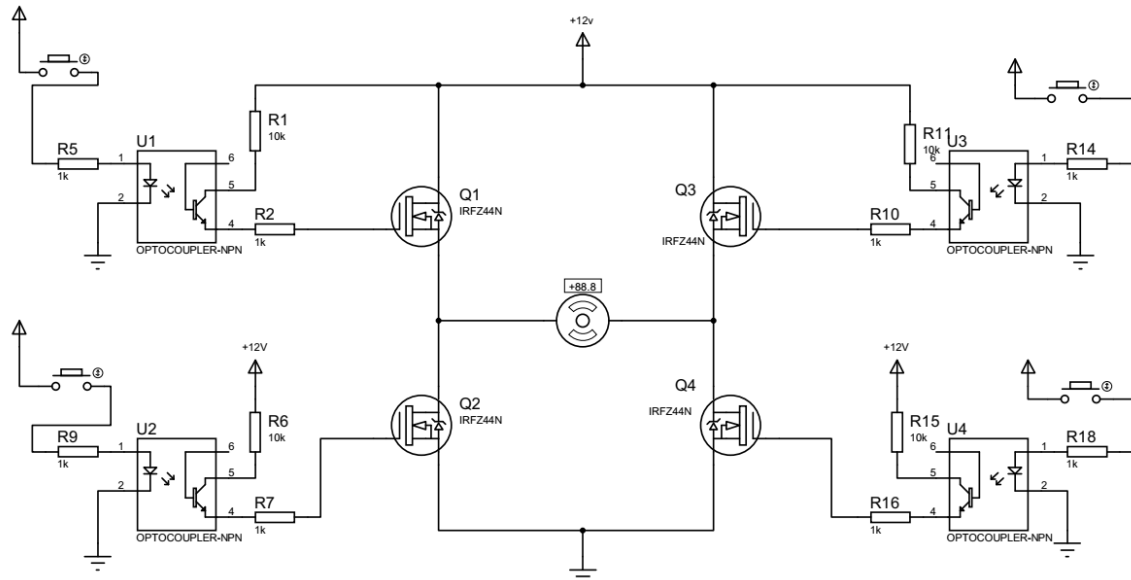 +12v
R1
10k
U1
R5
1k
1
2
6
5
4
R2
1k
OPTOCOUPLER-NPN
Q1
IRFZ44N
Q3
IRFZ44N
R11
10k
U3
6
5
4
1
2
R14
1k
R10
1k
OPTOCOUPLER-NPN
+88.8
+12V
R6
10k
U2
R9
1k
1
2
6
5
4
R7
1k
OPTOCOUPLER-NPN
Q2
IRFZ44N
Q4
IRFZ44N
+12V
R15
10k
U4
6
5
4
1
2
R18
1k
R16
1k
OPTOCOUPLER-NPN